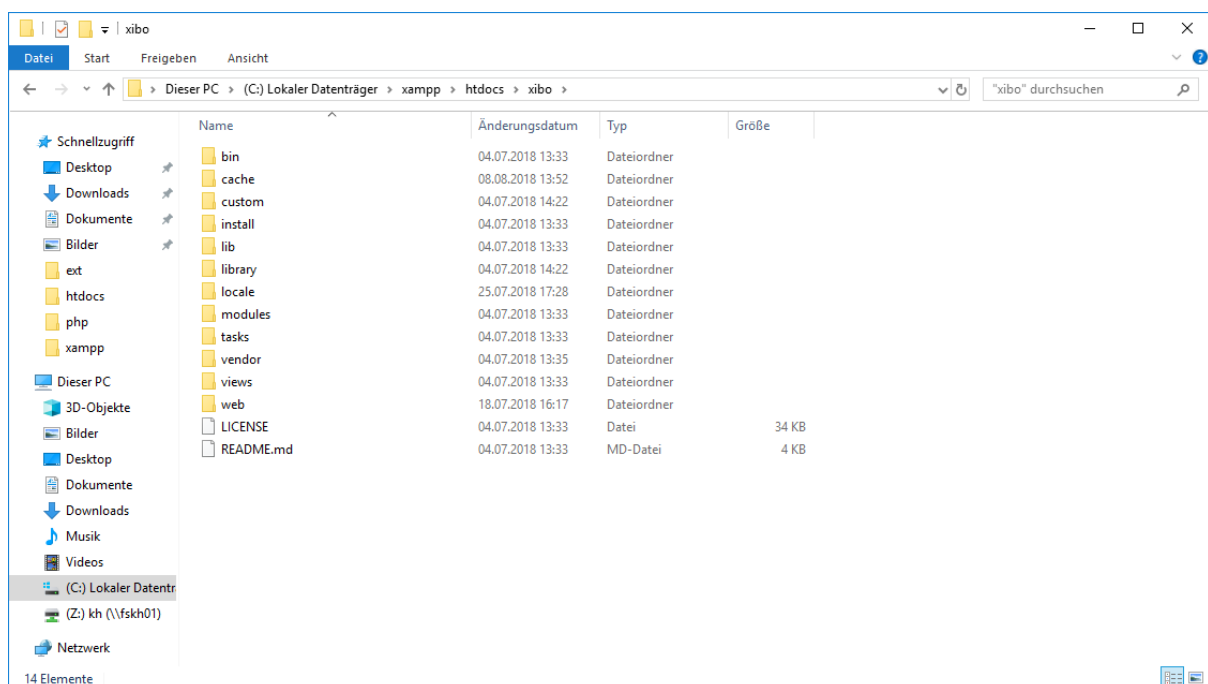 xibo
Datei Start Freigeben Ansicht
Dieser PC > (C:) Lokaler Datenträger > xampp > htdocs > xibo > "xibo" durchsuchen
Name Änderungsdatum Typ Größe
Schnellzugriff
Desktop
Downloads
Dokumente
Bilder
ext
htdocs
php
xampp
Dieser PC
3D-Objekte
Bilder
Desktop
Dokumente
Downloads
Musik
Videos
(C:) Lokaler Datentr
(Z:) kh (\\fskh01)
Netzwerk
bin 04.07.2018 13:33 Dateiordner
cache 08.08.2018 13:52 Dateiordner
custom 04.07.2018 14:22 Dateiordner
install 04.07.2018 13:33 Dateiordner
lib 04.07.2018 13:33 Dateiordner
library 04.07.2018 14:22 Dateiordner
locale 25.07.2018 17:28 Dateiordner
modules 04.07.2018 13:33 Dateiordner
tasks 04.07.2018 13:33 Dateiordner
vendor 04.07.2018 13:35 Dateiordner
views 04.07.2018 13:33 Dateiordner
web 18.07.2018 16:17 Dateiordner
LICENSE 04.07.2018 13:33 Datei 34 KB
README.md 04.07.2018 13:33 MD-Datei 4 KB
14 Elemente